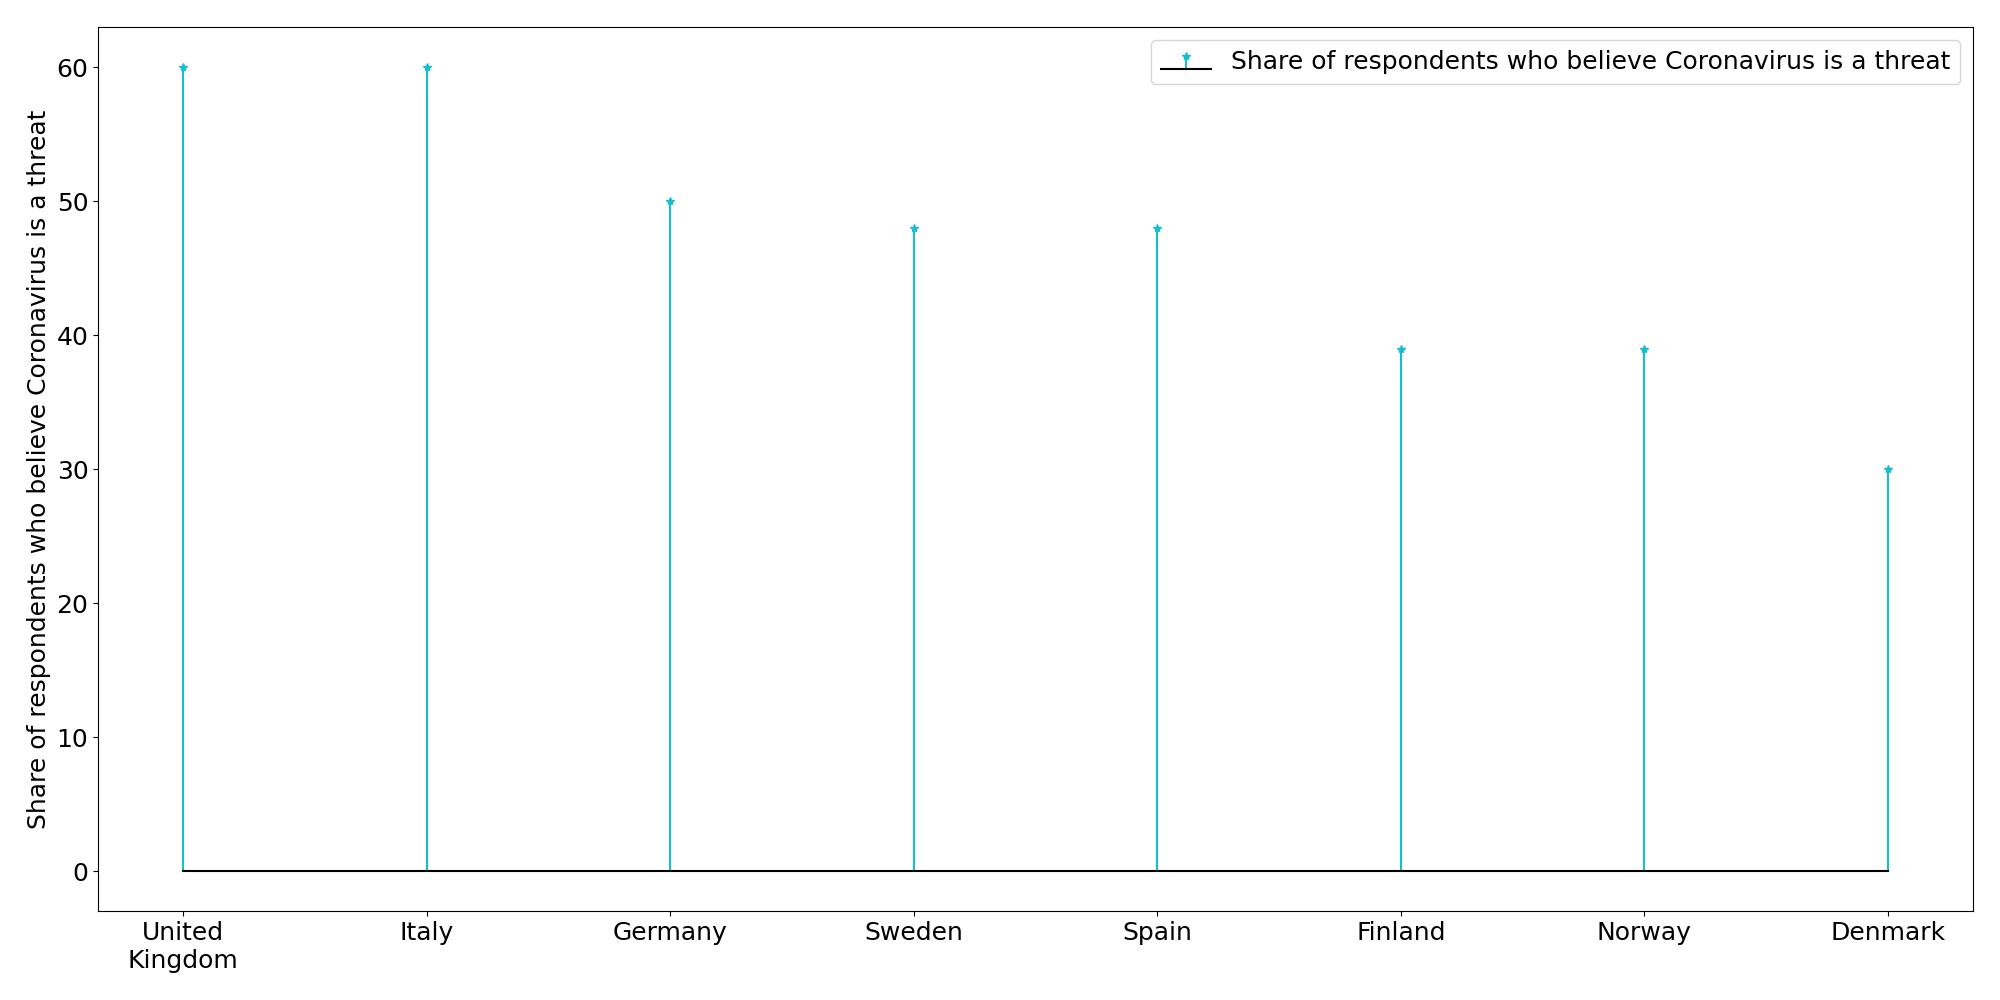 Share of respondents who believe Coronavirus is a threat
Share of respondents who believe Coronavirus is a threat
60
50
40
30
20
10
0
United
Kingdom
Italy
Germany
Sweden
Spain
Finland
Norway
Denmark